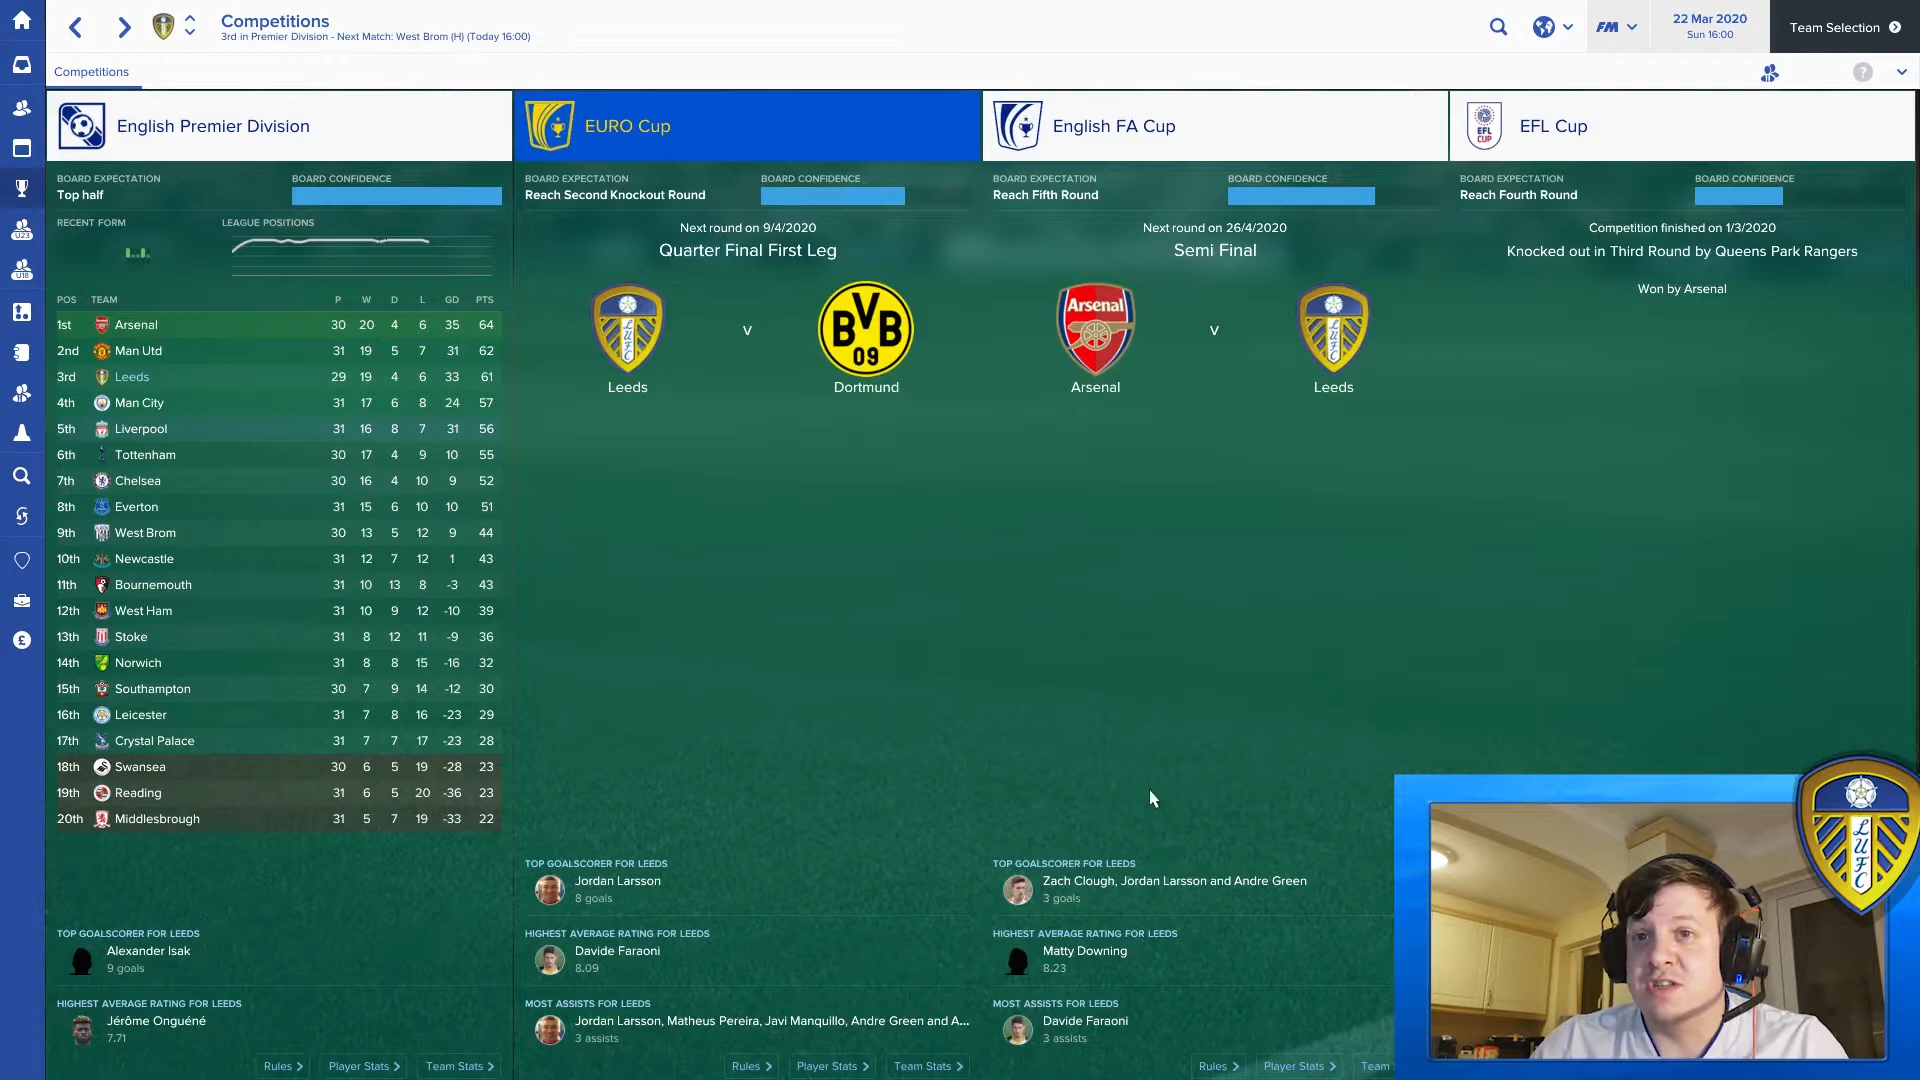 Competitions
3rd in Premier Division - Next Match: West Brom (H) (Today 16:00)
FM
22 Mar 2020
Sun 16:00
Team Selection
Competitions
?
U23
U18
£
English Premier Division
BOARD EXPECTATION
Top half
BOARD CONFIDENCE
RECENT FORM
LEAGUE POSITIONS
POS TEAM P W D L GD PTS
1st Arsenal 30 20 4 6 35 64
2nd Man Utd 31 19 5 7 31 62
3rd Leeds 29 19 4 6 33 61
4th Man City 31 17 6 8 24 57
5th Liverpool 31 16 8 7 31 56
6th Tottenham 30 17 4 9 10 55
7th Chelsea 30 16 4 10 9 52
8th Everton 31 15 6 10 10 51
9th West Brom 30 13 5 12 9 44
10th Newcastle 31 12 7 12 1 43
11th Bournemouth 31 10 13 8 -3 43
12th West Ham 31 10 9 12 -10 39
13th Stoke 31 8 12 11 -9 36
14th Norwich 31 8 8 15 -16 32
15th Southampton 30 7 9 14 -12 30
16th Leicester 31 7 8 16 -23 29
17th Crystal Palace 31 7 7 17 -23 28
18th Swansea 30 6 5 19 -28 23
19th Reading 31 6 5 20 -36 23
20th Middlesbrough 31 5 7 19 -33 22
TOP GOALSCORER FOR LEEDS
Alexander Isak
9 goals
HIGHEST AVERAGE RATING FOR LEEDS
Jérôme Onguéné
7.71
Rules Player Stats Team Stats
EURO Cup
BOARD EXPECTATION
Reach Second Knockout Round
BOARD CONFIDENCE
Next round on 9/4/2020
Quarter Final First Leg
LUFC
v
BVB
09
Leeds
Dortmund
TOP GOALSCORER FOR LEEDS
Jordan Larsson
8 goals
HIGHEST AVERAGE RATING FOR LEEDS
Davide Faraoni
8.09
MOST ASSISTS FOR LEEDS
Jordan Larsson, Matheus Pereira, Javi Manquillo, Andre Green and A...
3 assists
Rules Player Stats Team Stats
English FA Cup
BOARD EXPECTATION
Reach Fifth Round
BOARD CONFIDENCE
Next round on 26/4/2020
Semi Final
Arsenal
v
LUFC
Arsenal
Leeds
TOP GOALSCORER FOR LEEDS
Zach Clough, Jordan Larsson and Andre Green
3 goals
HIGHEST AVERAGE RATING FOR LEEDS
Matty Downing
8.23
MOST ASSISTS FOR LEEDS
Davide Faraoni
3 assists
Rules Player Stats Team
EFL CUP
EFL Cup
BOARD EXPECTATION
Reach Fourth Round
BOARD CONFIDENCE
Competition finished on 1/3/2020
Knocked out in Third Round by Queens Park Rangers
Won by Arsenal
LUFC